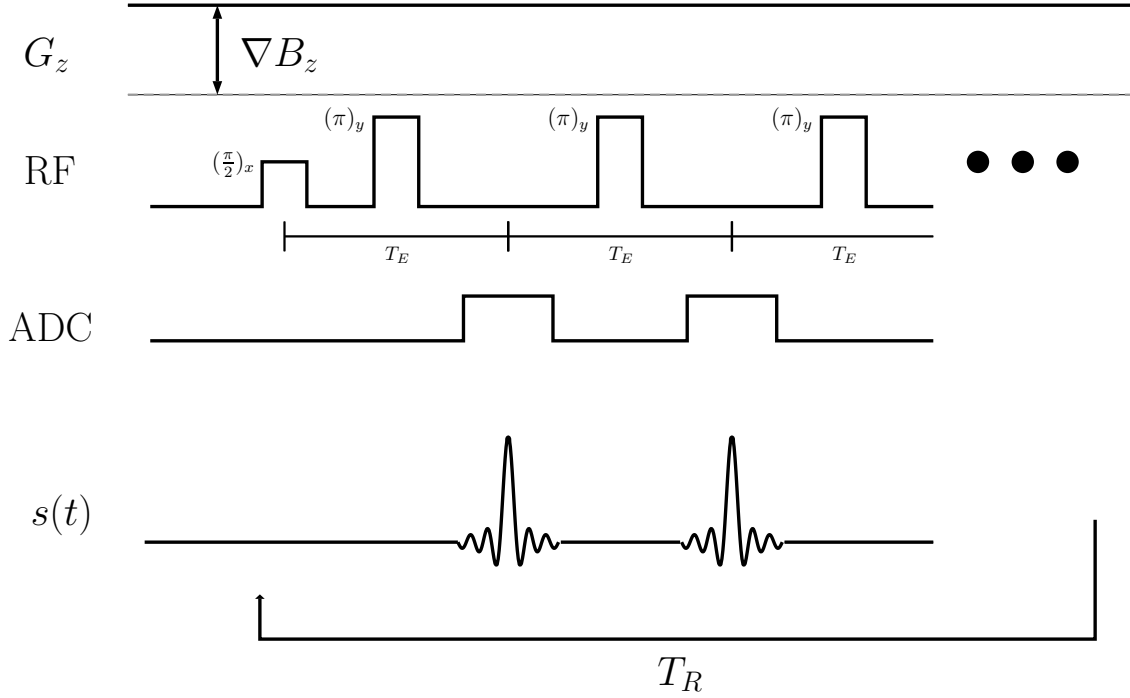 G_z ∇B_z
(π/2)_x (π)_y (π)_y (π)_y
RF
T_E T_E T_E
ADC
s(t)
T_R